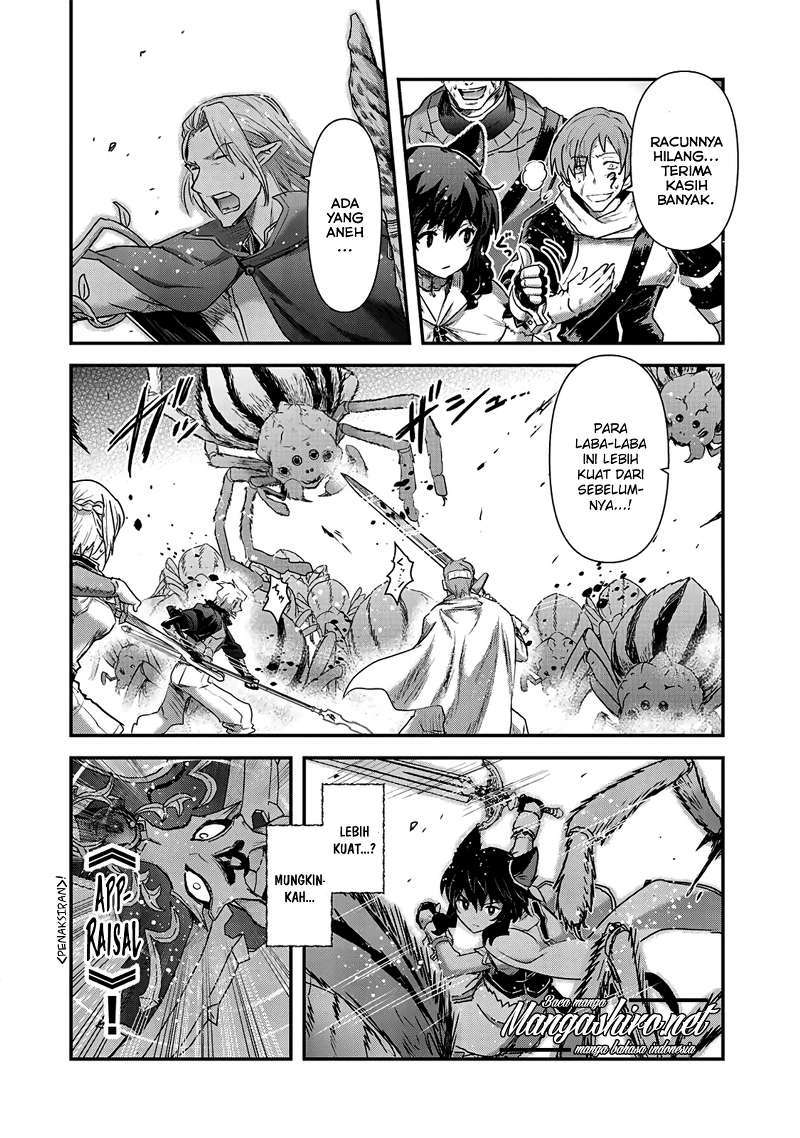 RACUNNYA
HILANG...
TERIMA
KASIH
BANYAK.
ADA
YANG
ANEH
...
PARA
LABA-LABA
INI LEBIH
KUAT DARI
SEBELUM-
NYA...!
LEBIH
KUAT...?
MUNGKIN-
KAH...
《APP-
RAISAL》!
<PENAKSIRAN>!
Baca manga
Mangashiro.net
manga bahasa indonesia